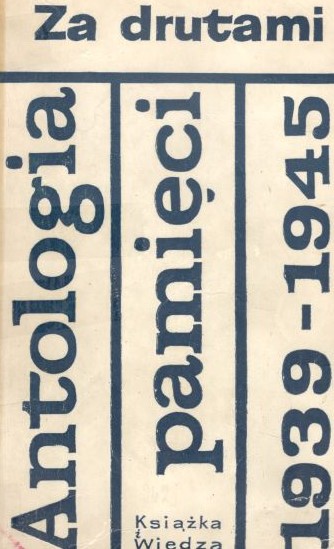 Za drutami
Antologia
pamięci
1939-1945
Książka
i
Wiedza